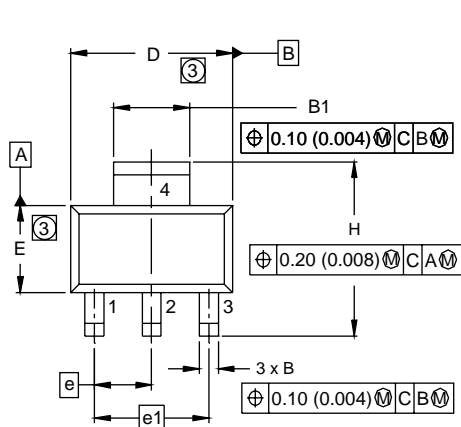 D
B
3
B1
⌖ 0.10 (0.004) Ⓜ C B Ⓜ
A
4
H
3
E
⌖ 0.20 (0.008) Ⓜ C A Ⓜ
1 2 3
3 x B
e
⌖ 0.10 (0.004) Ⓜ C B Ⓜ
e1